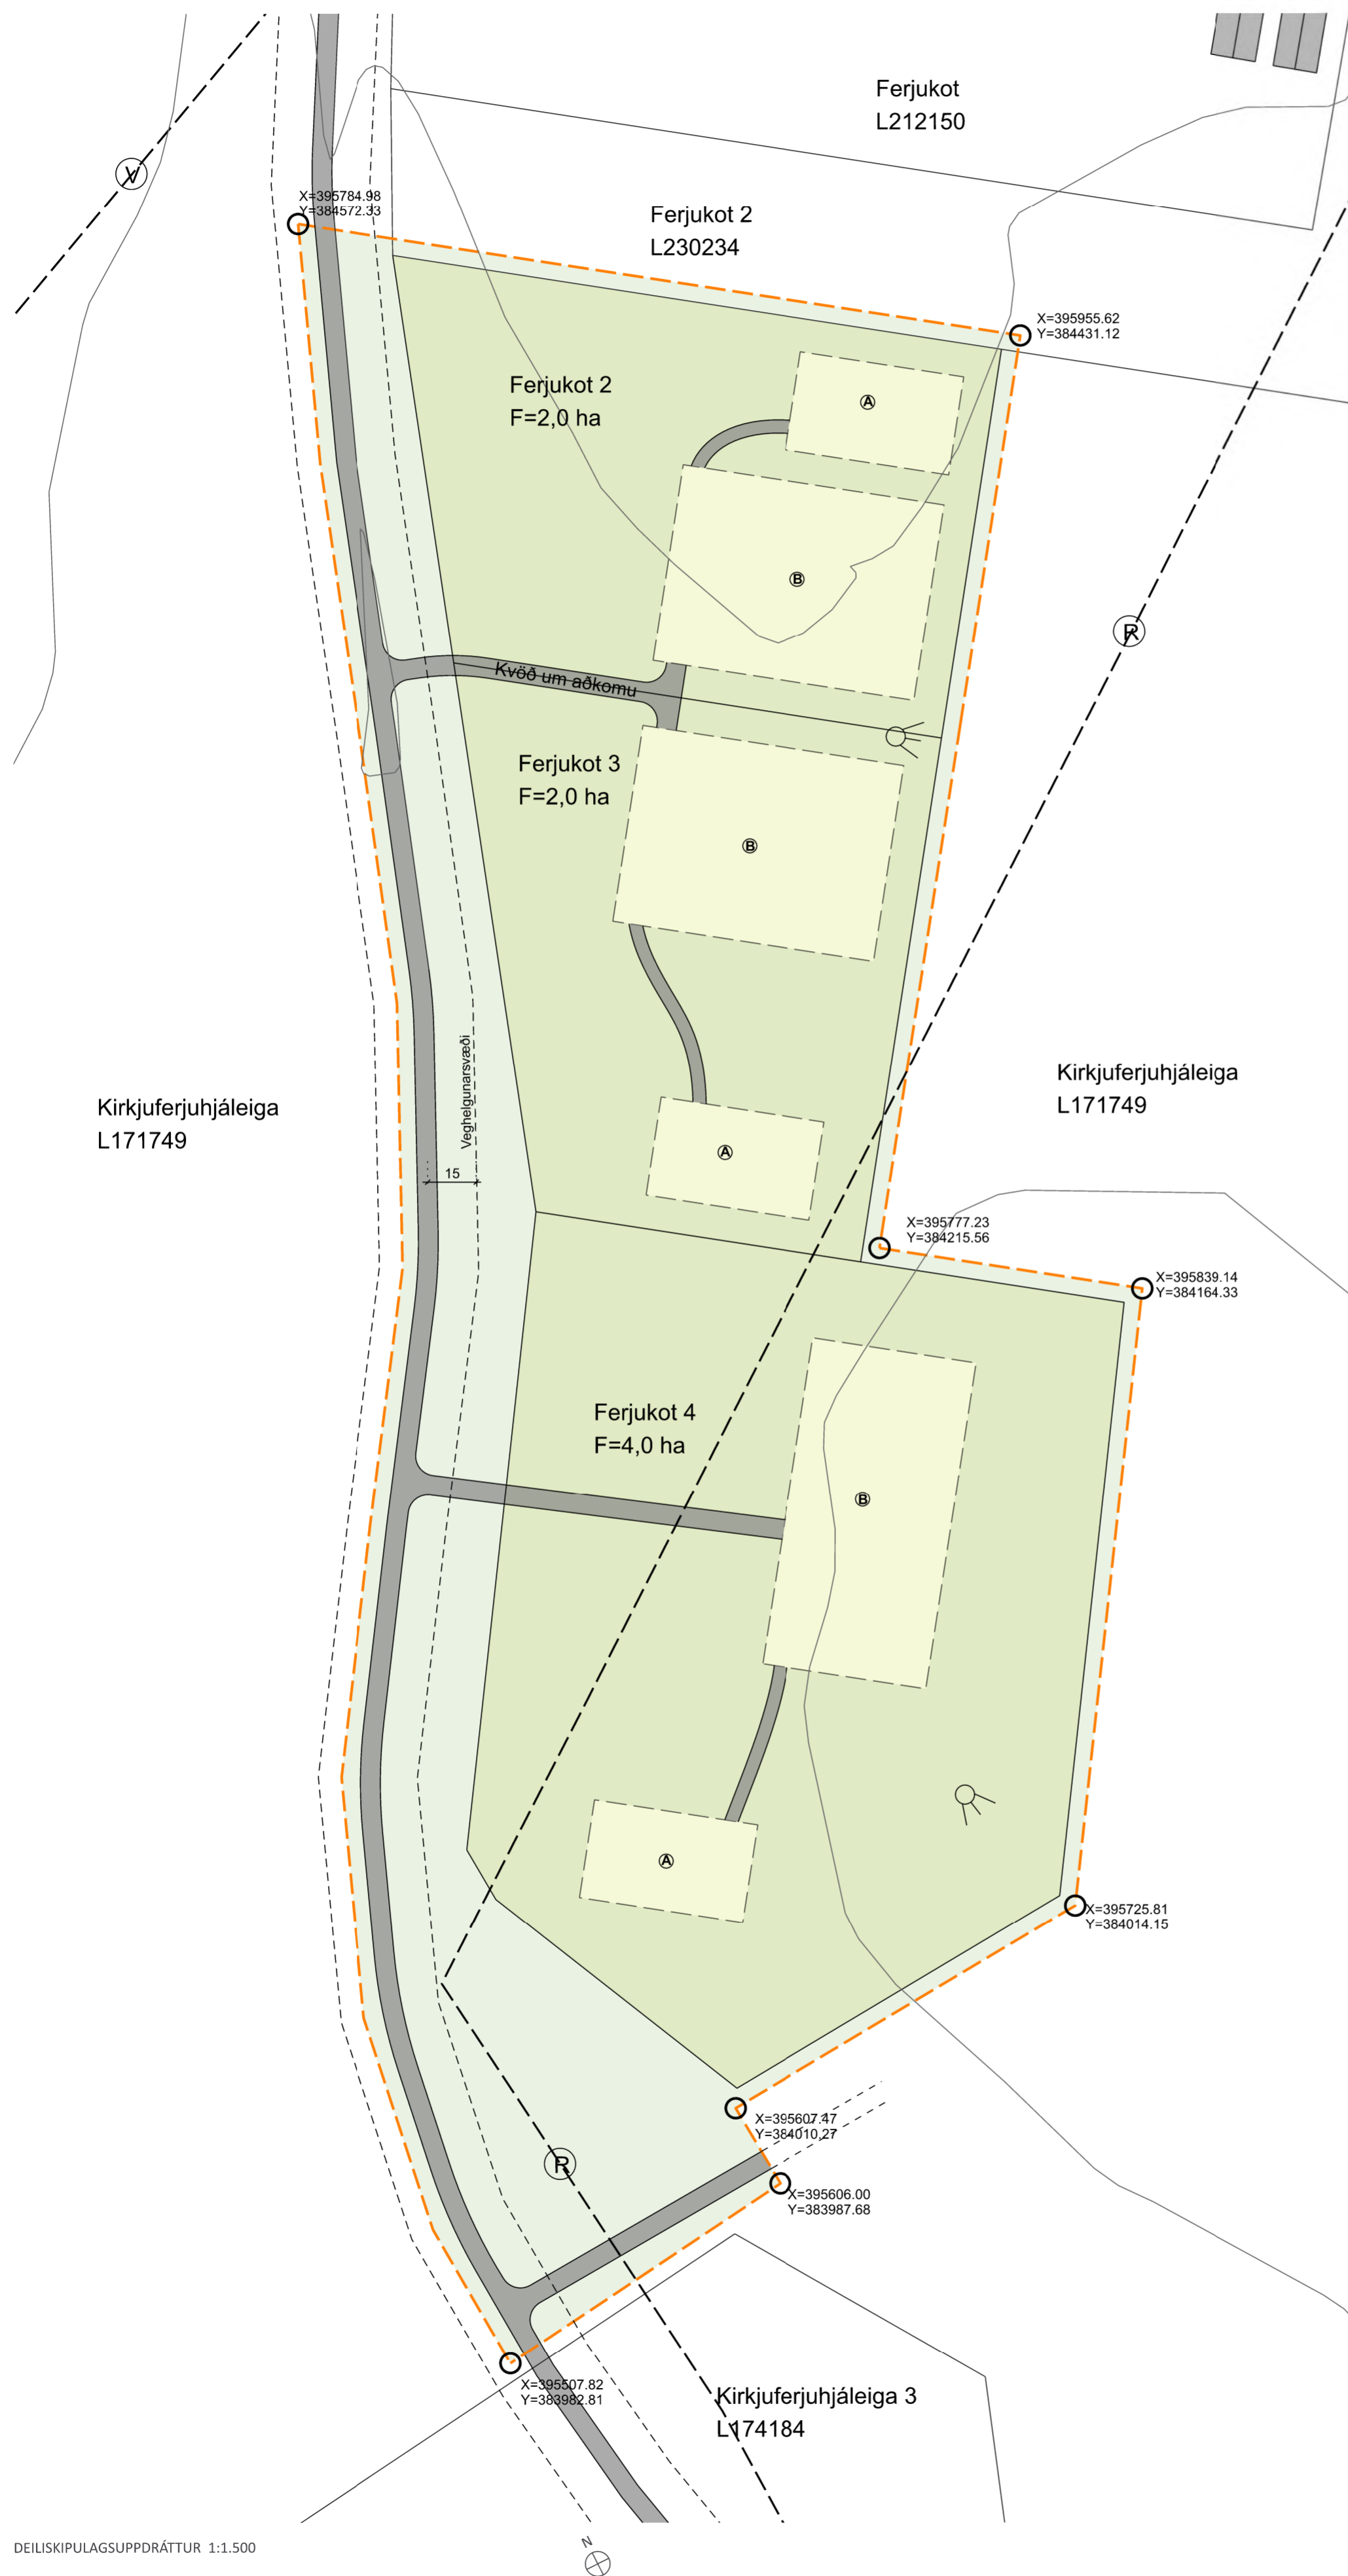 Ferjukot
L212150
V
X=395784.98
Y=384572.33
Ferjukot 2
L230234
X=395955.62
Y=384431.12
Ferjukot 2
F=2,0 ha
A
B
R
Kvöð um aðkomu
Ferjukot 3
F=2,0 ha
B
Veghelgunarsvæði
15
Kirkjuferjuhjáleiga
L171749
Kirkjuferjuhjáleiga
L171749
A
X=395777.23
Y=384215.56
X=395839.14
Y=384164.33
Ferjukot 4
F=4,0 ha
B
A
X=395725.81
Y=384014.15
X=395607.47
Y=384010.27
R
X=395606.00
Y=383987.68
X=395507.82
Y=383982.81
Kirkjuferjuhjáleiga 3
L174184
DEILISKIPULAGSUPPDRÁTTUR 1:1.500
N